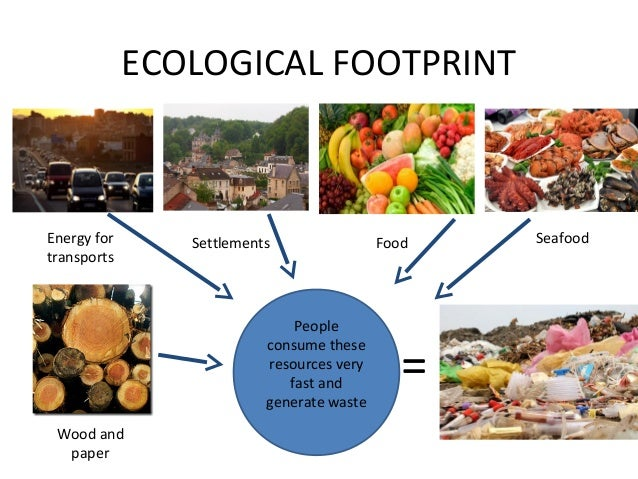 ECOLOGICAL FOOTPRINT
Energy for
transports
Settlements
Food
Seafood
People
consume these
resources very
fast and
generate waste
=
Wood and
paper